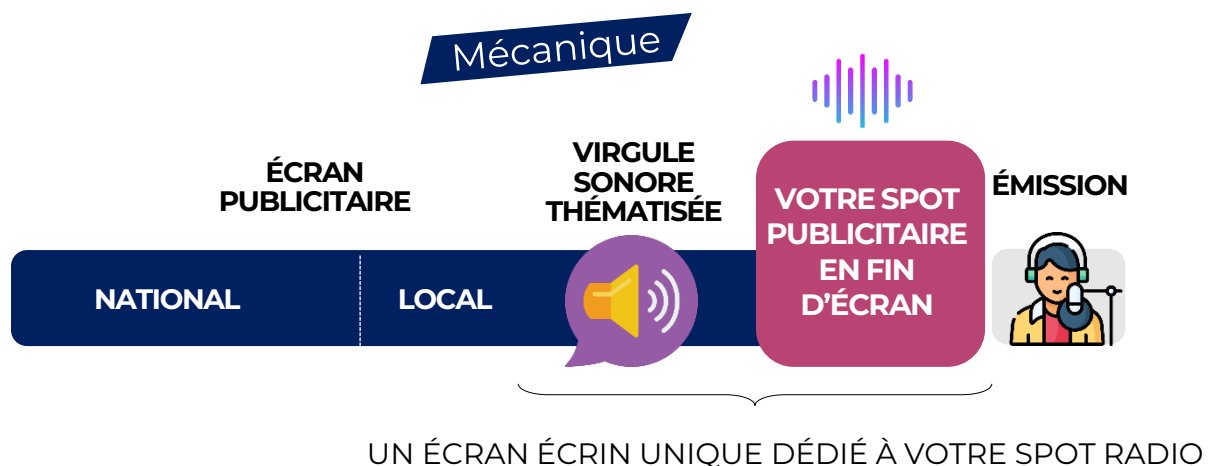 Mécanique
ÉCRAN
PUBLICITAIRE
VIRGULE
SONORE
THÉMATISÉE
VOTRE SPOT
PUBLICITAIRE
EN FIN
D’ÉCRAN
ÉMISSION
NATIONAL
LOCAL
UN ÉCRAN ÉCRIN UNIQUE DÉDIÉ À VOTRE SPOT RADIO